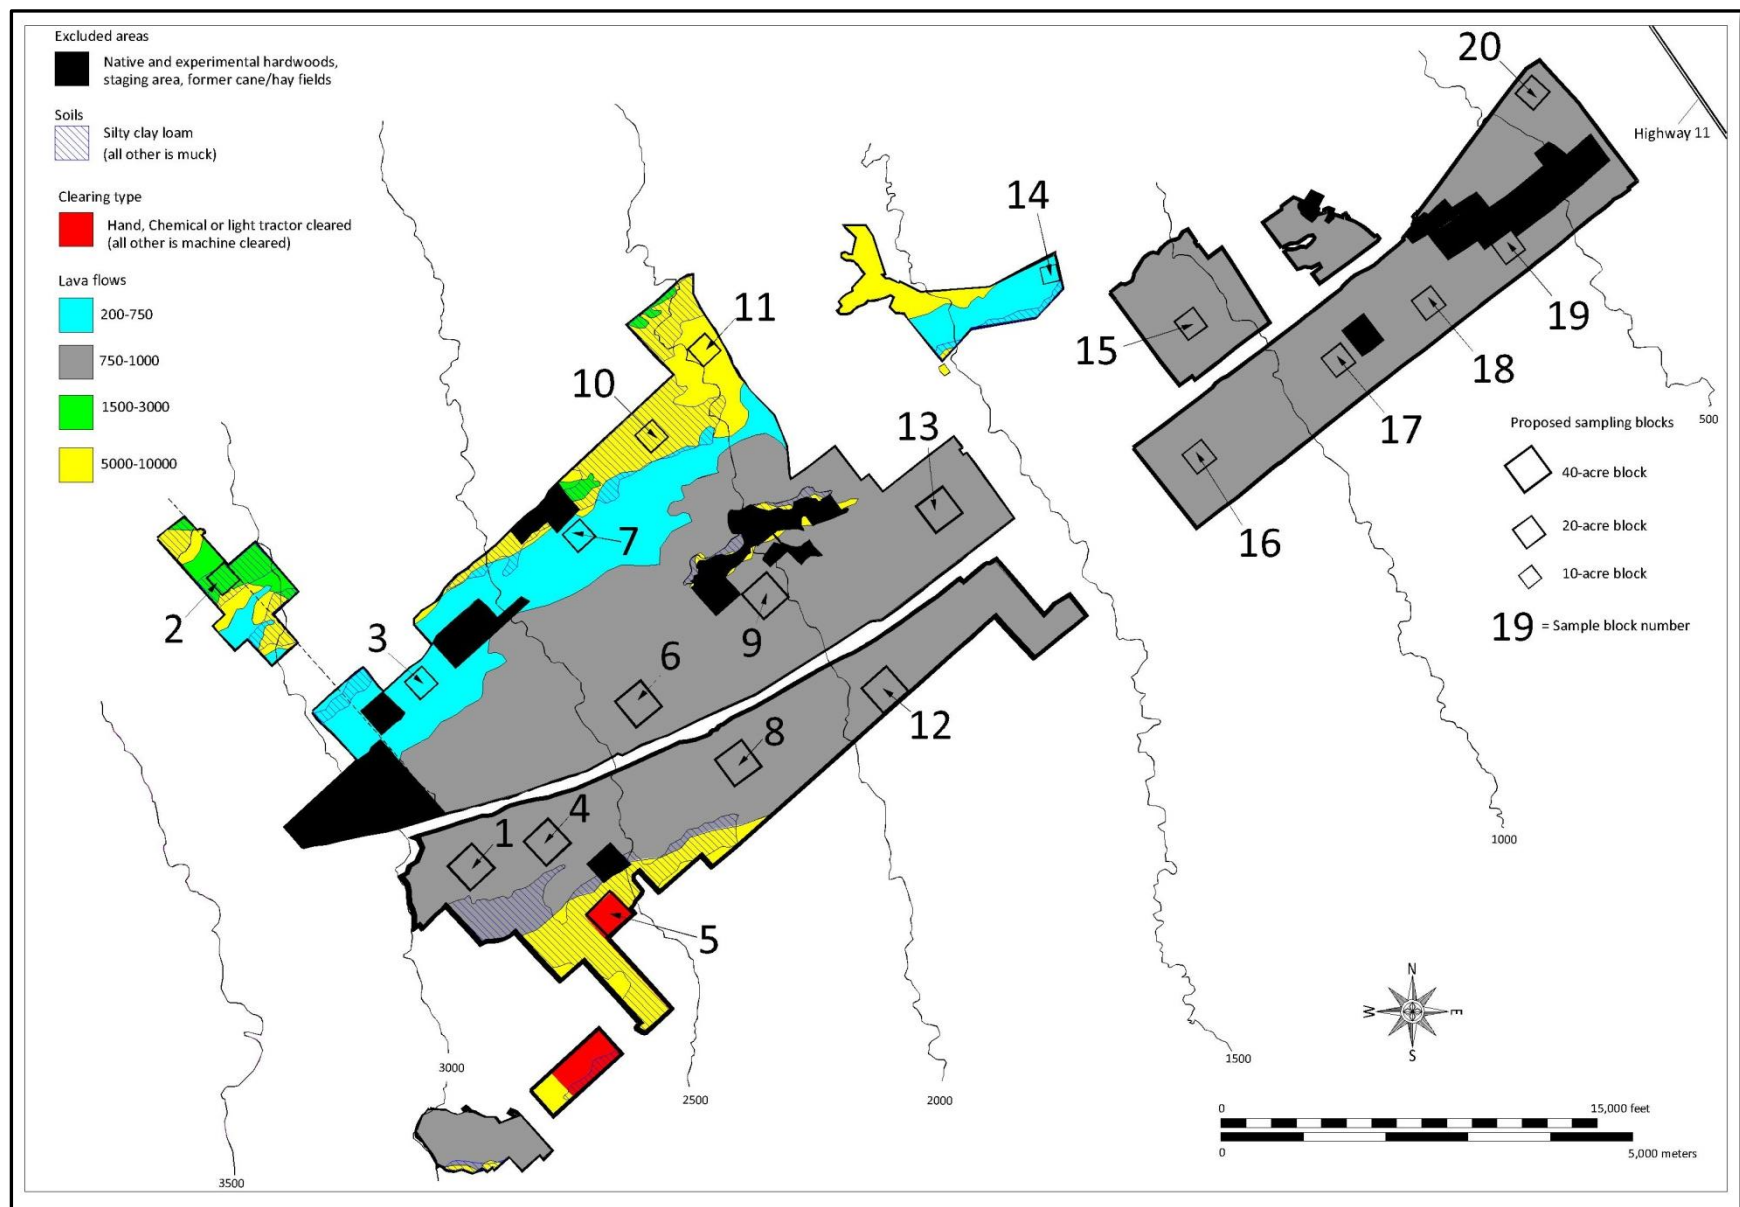 Excluded areas
Native and experimental hardwoods,
staging area, former cane/hay fields
Soils
Silty clay loam
(all other is muck)
Clearing type
Hand, Chemical or light tractor cleared
(all other is machine cleared)
Lava flows
200-750
750-1000
1500-3000
5000-10000
20
Highway 11
14
11
15
19
18
10
17
500
Proposed sampling blocks
40-acre block
13
16
20-acre block
7
10-acre block
2
19 = Sample block number
3
9
6
12
8
1
4
1000
5
N
W
E
S
3000
1500
2500
2000
3500
0
15,000 feet
0
5,000 meters